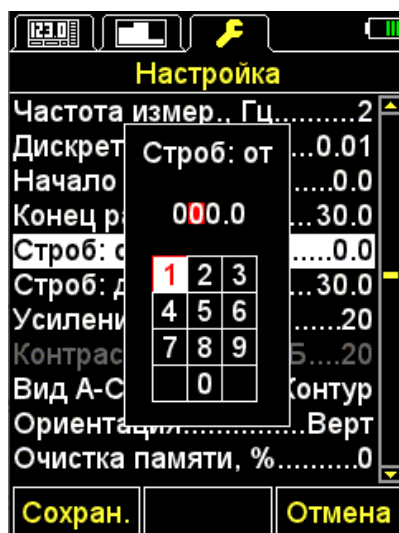 123.0
Настройка
Частота измер., Гц..........2
Дискрет ...0.01
Начало .....0.0
Строб: от
Конец р 000.0 ...30.0
Строб: .....0.0
1 2 3
Строб: ...30.0
4 5 6
Усилени ......20
7 8 9
Контрас Б....20
0
Вид А-С Контур
Ориентация.............Верт
Очистка памяти, %..........0
Сохран. Отмена